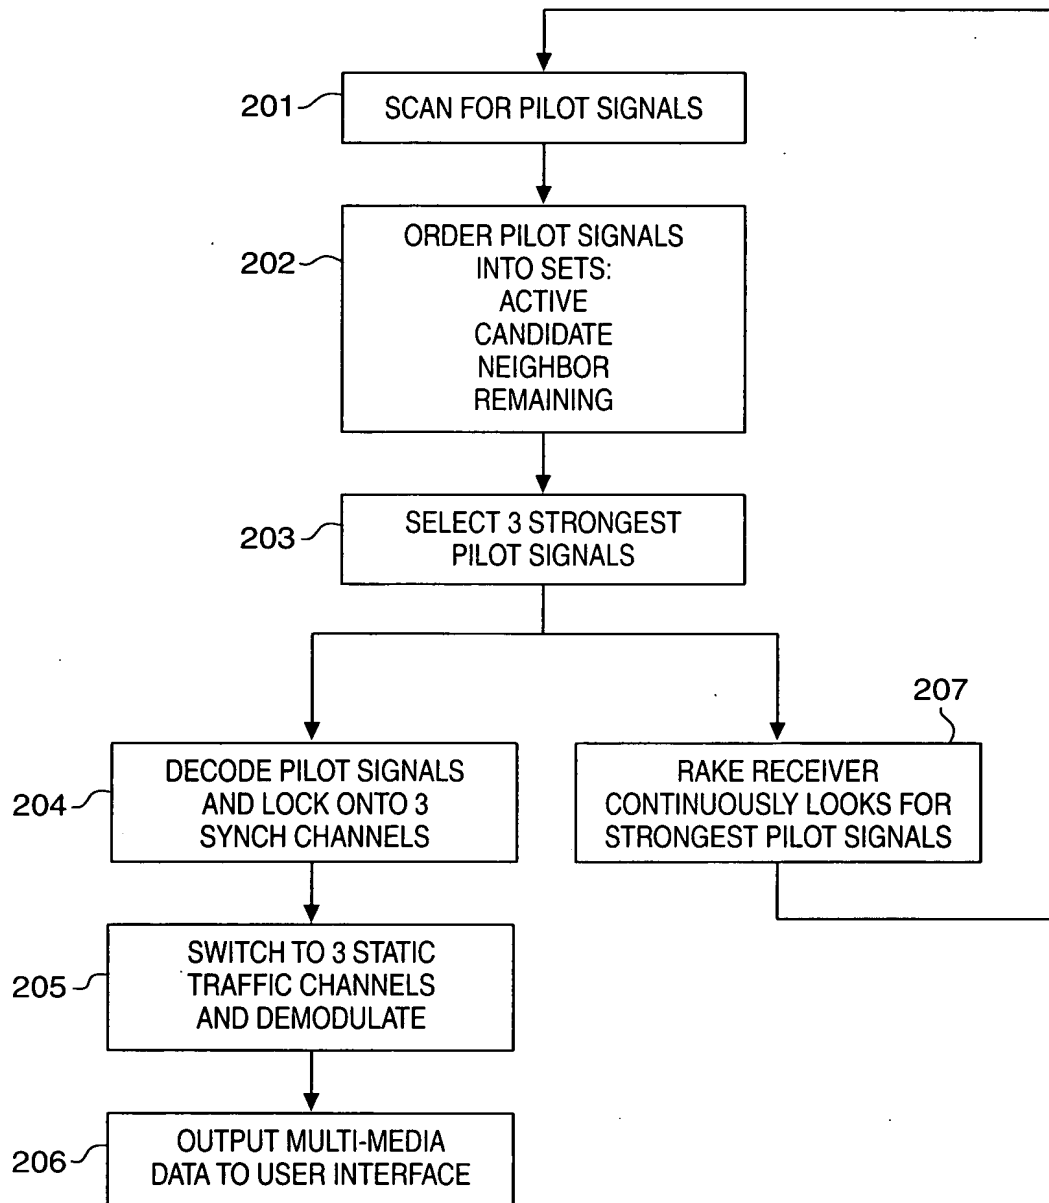 201
SCAN FOR PILOT SIGNALS
202
ORDER PILOT SIGNALS
INTO SETS:
ACTIVE
CANDIDATE
NEIGHBOR
REMAINING
203
SELECT 3 STRONGEST
PILOT SIGNALS
204
DECODE PILOT SIGNALS
AND LOCK ONTO 3
SYNCH CHANNELS
207
RAKE RECEIVER
CONTINUOUSLY LOOKS FOR
STRONGEST PILOT SIGNALS
205
SWITCH TO 3 STATIC
TRAFFIC CHANNELS
AND DEMODULATE
206
OUTPUT MULTI-MEDIA
DATA TO USER INTERFACE